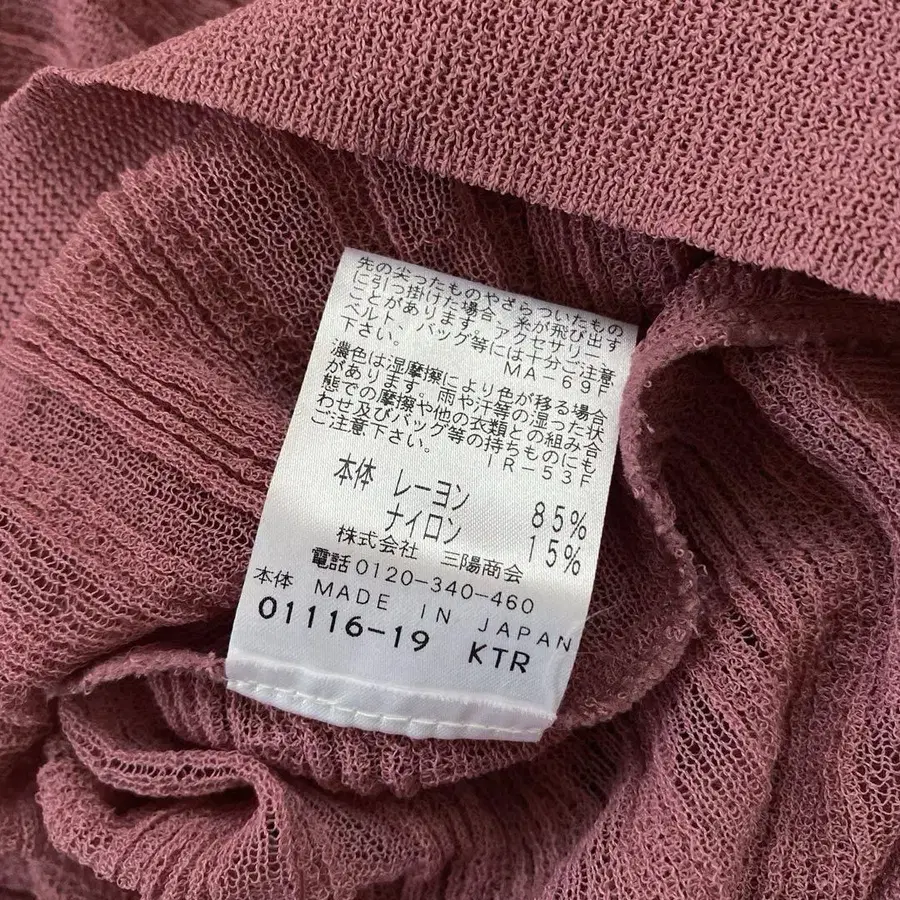 先の尖ったものやざらついたもの
に引っ掛けた場合、糸が飛び出す
ことがあります。アクセサリー、
ベルト、バッグ等には十分ご注意
下さい。 MA-69F
濃色は湿摩擦により色が移る場合
があります。雨や汗等の湿った状
態での摩擦や他の衣類との組み合
わせ及びバッグ等の持ちものにも
ご注意下さい。 IR-53F
本体 レーヨン 85%
ナイロン 15%
株式会社 三陽商会
電話0120-340-460
本体 MADE IN JAPAN
01116-19 KTR